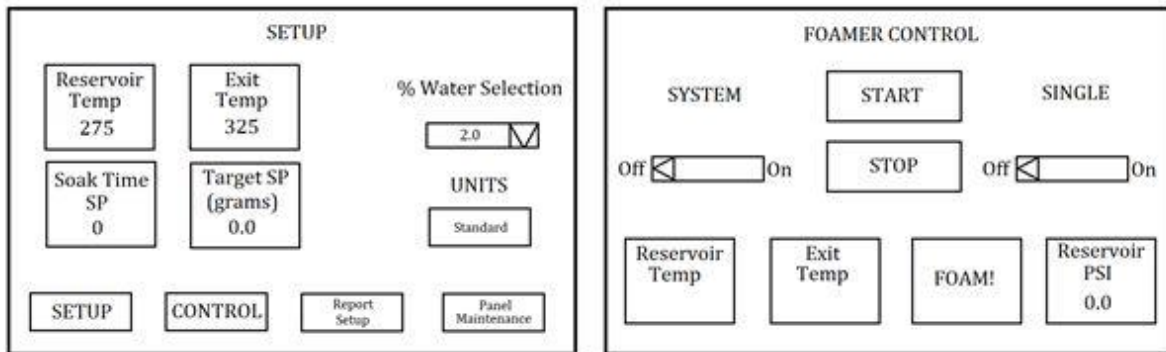 SETUP
Reservoir
Temp
275
Exit
Temp
325
% Water Selection
2.0
Soak Time
SP
0
Target SP
(grams)
0.0
UNITS
Standard
SETUP
CONTROL
Report
Setup
Panel
Maintenance
FOAMER CONTROL
SYSTEM
START
SINGLE
Off
On
STOP
Off
On
Reservoir
Temp
Exit
Temp
FOAM!
Reservoir
PSI
0.0